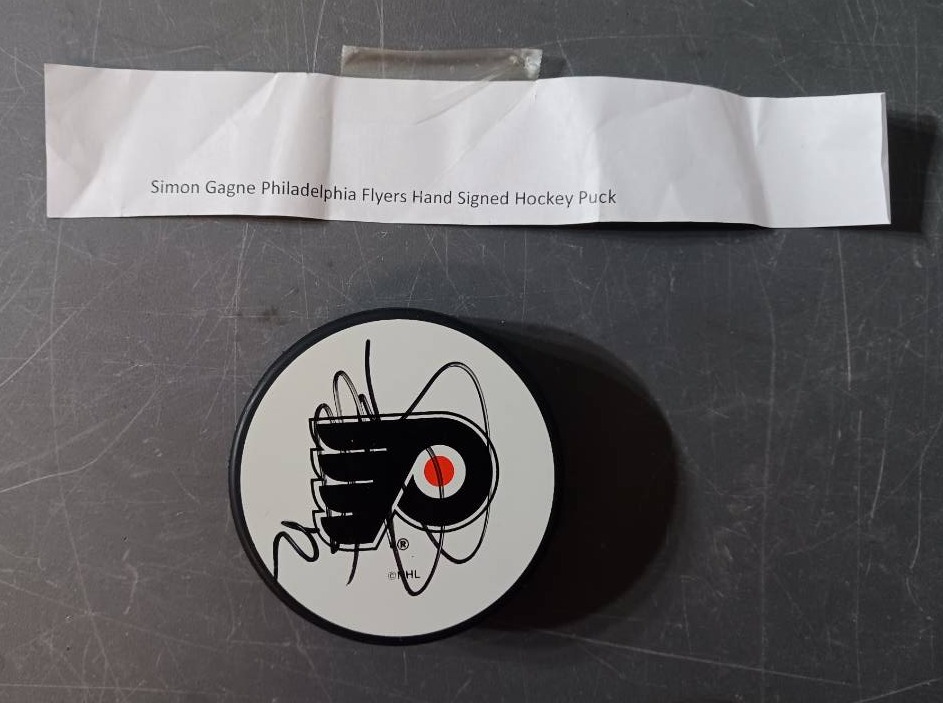 Simon Gagne Philadelphia Flyers Hand Signed Hockey Puck
®
©NHL